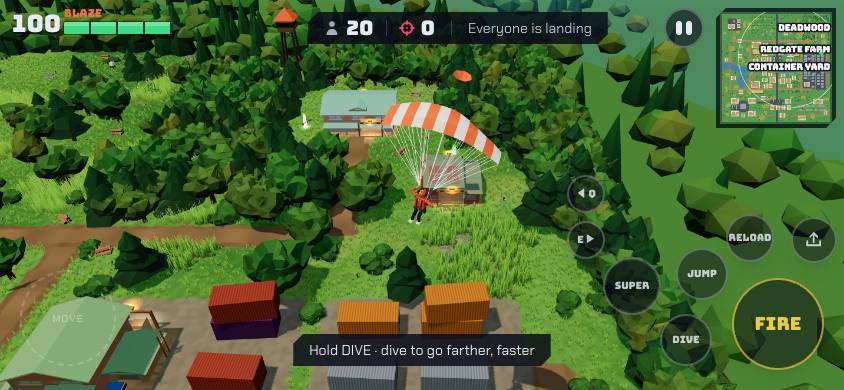 100
BLAZE
20
0
Everyone is landing
DEADWOOD
REDGATE FARM
CONTAINER YARD
Q
E
RELOAD
JUMP
SUPER
MOVE
FIRE
DIVE
Hold DIVE · dive to go farther, faster